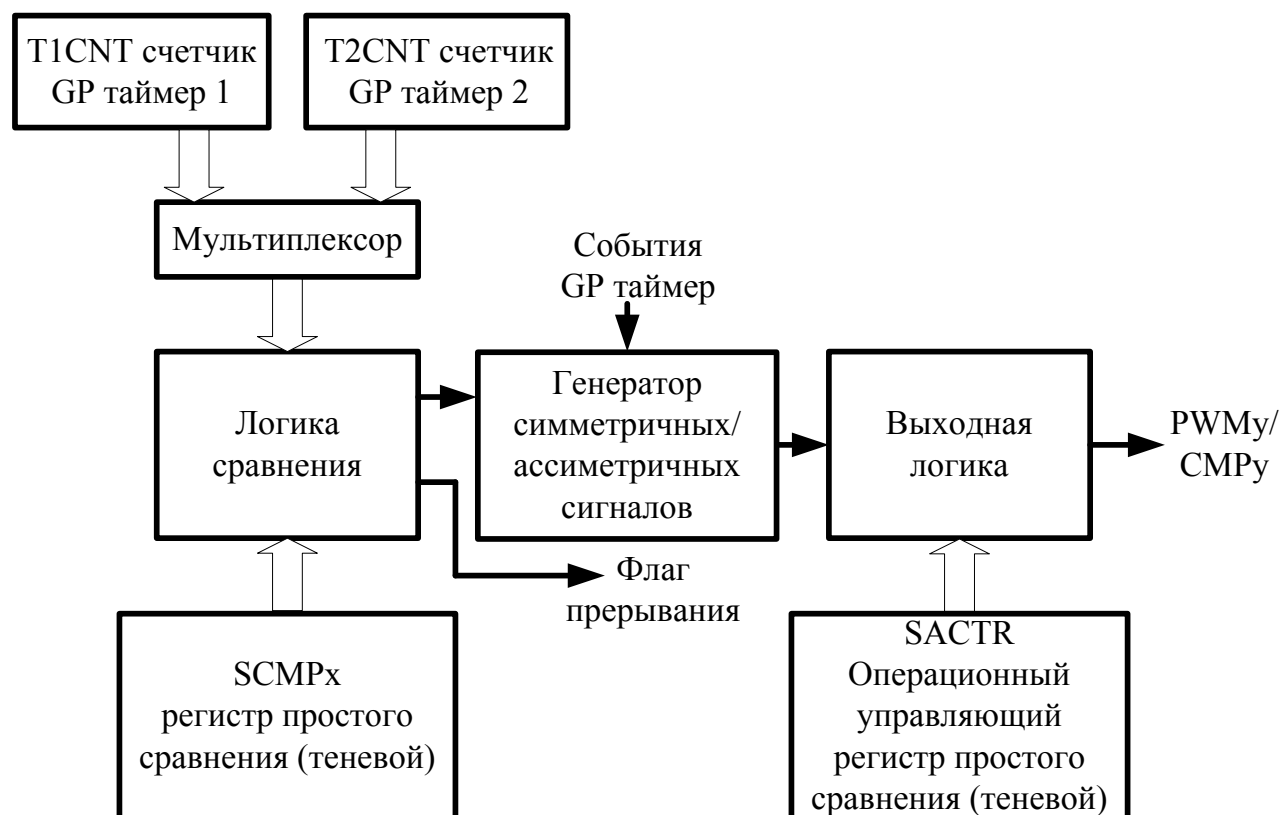 T1CNT счетчик
GP таймер 1
T2CNT счетчик
GP таймер 2
Мультиплексор
События
GP таймер
Логика
сравнения
Генератор
симметричных/
ассиметричных
сигналов
Выходная
логика
PWMy/
CMPy
Флаг
прерывания
SCMPx
регистр простого
сравнения (теневой)
SACTR
Операционный
управляющий
регистр простого
сравнения (теневой)